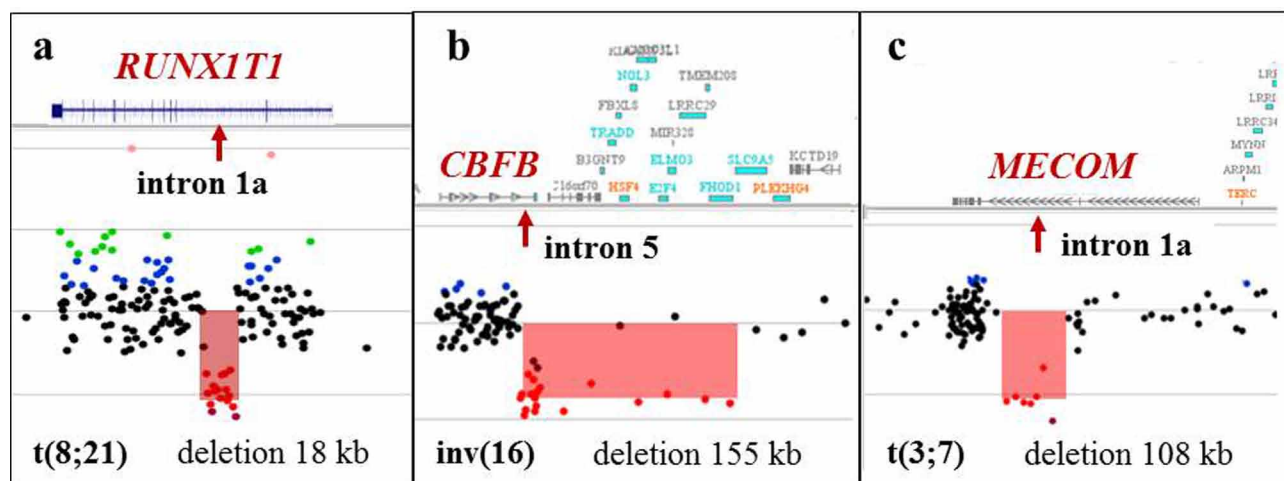 a
RUNX1T1
intron 1a
t(8;21) deletion 18 kb
b
NOL3 TMEM208
FBXL8 LRRC29
TRADD MIR328
CBFB B3GNT9 ELMO3 SLC9A5 KCTD19
C16orf70 HSF4 E2F4 FHOD1 PLEKHG4
intron 5
inv(16) deletion 155 kb
c
LRRC34
MYNN
MECOM ARPM1
TERC
intron 1a
t(3;7) deletion 108 kb